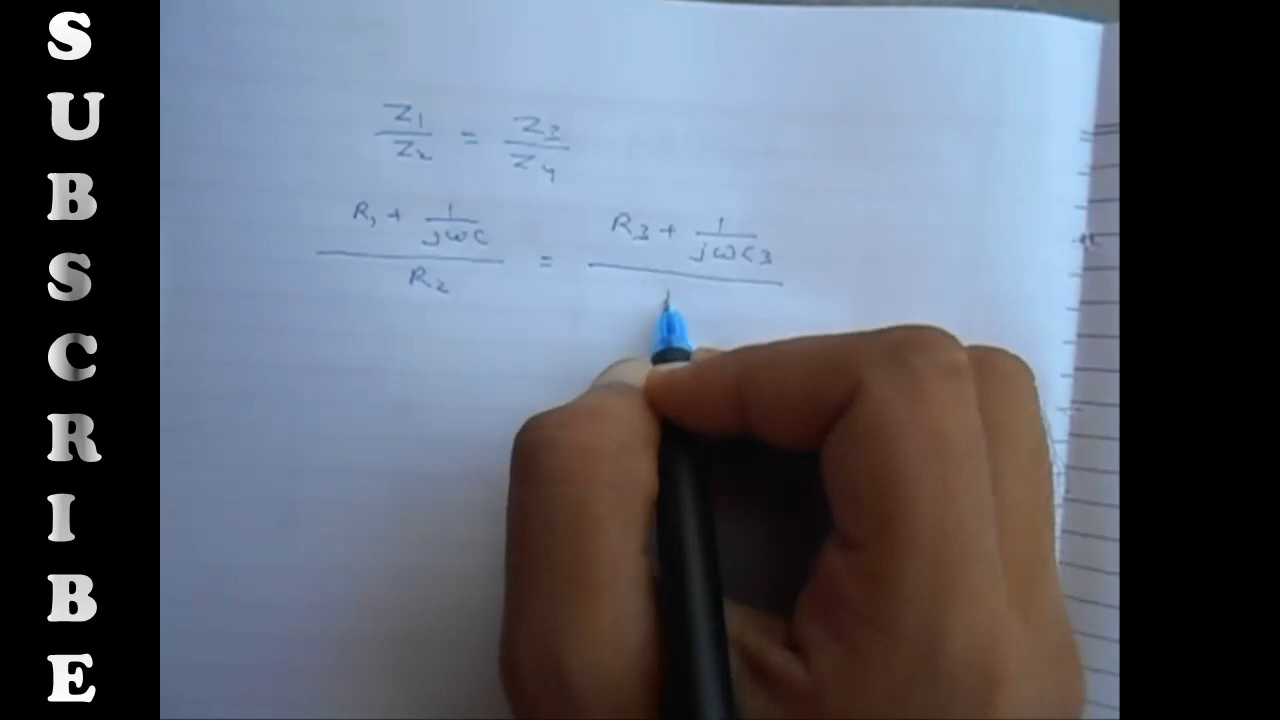 SUBSCRIBE
Z1/Z2 = Z3/Z4
(R1 + 1/jωC)/R2 = (R3 + 1/jωC3)/